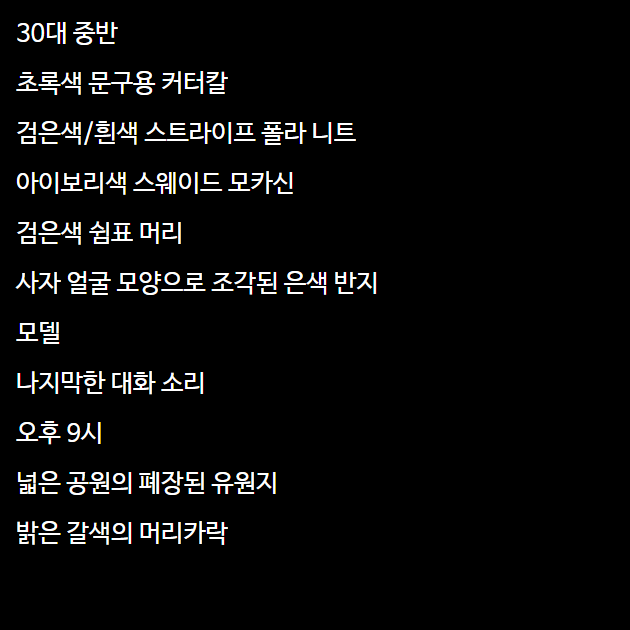 30대 중반
초록색 문구용 커터칼
검은색/흰색 스트라이프 폴라 니트
아이보리색 스웨이드 모카신
검은색 쉼표 머리
사자 얼굴 모양으로 조각된 은색 반지
모델
나지막한 대화 소리
오후 9시
넓은 공원의 폐장된 유원지
밝은 갈색의 머리카락